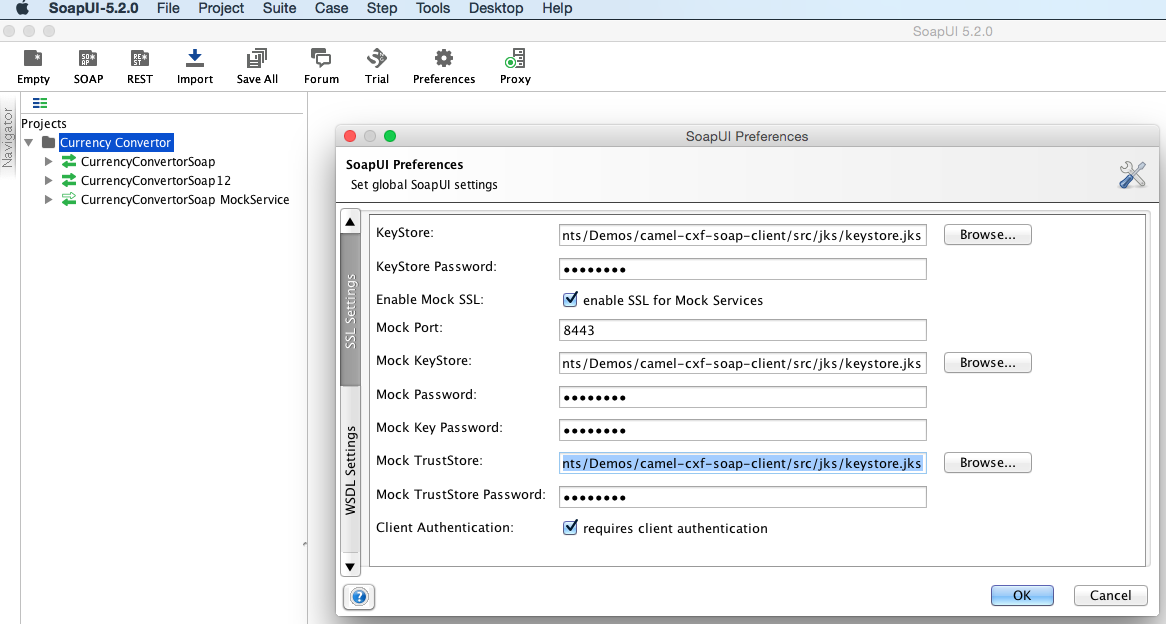 SoapUI-5.2.0 File Project Suite Case Step Tools Desktop Help
SoapUI 5.2.0
Empty SOAP REST Import Save All Forum Trial Preferences Proxy
Navigator
Projects
Currency Convertor
CurrencyConvertorSoap
CurrencyConvertorSoap12
CurrencyConvertorSoap MockService
SoapUI Preferences
SoapUI Preferences
Set global SoapUI settings
SSL Settings
WSDL Settings
KeyStore: nts/Demos/camel-cxf-soap-client/src/jks/keystore.jks Browse...
KeyStore Password: ••••••••
Enable Mock SSL: enable SSL for Mock Services
Mock Port: 8443
Mock KeyStore: nts/Demos/camel-cxf-soap-client/src/jks/keystore.jks Browse...
Mock Password: ••••••••
Mock Key Password: ••••••••
Mock TrustStore: nts/Demos/camel-cxf-soap-client/src/jks/keystore.jks Browse...
Mock TrustStore Password: ••••••••
Client Authentication: requires client authentication
? OK Cancel